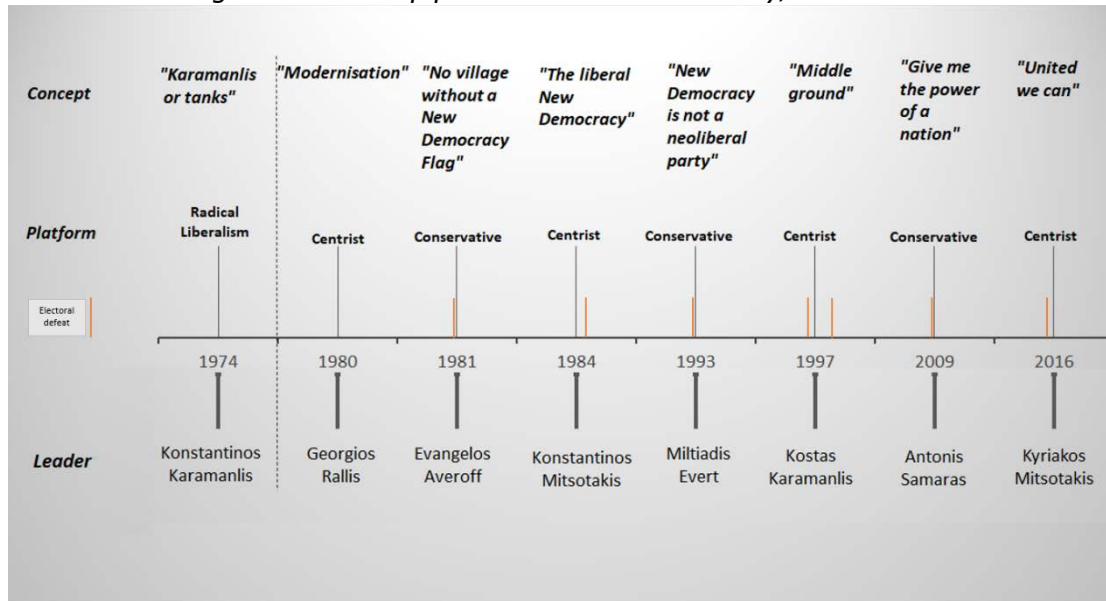 Concept
"Karamanlis
or tanks"
"Modernisation"
"No village
without a
New
Democracy
Flag"
"The liberal
New
Democracy"
"New
Democracy
is not a
neoliberal
party"
"Middle
ground"
"Give me
the power
of a
nation"
"United
we can"
Platform
Radical
Liberalism
Centrist
Conservative
Centrist
Conservative
Centrist
Conservative
Centrist
Electoral
defeat
1974
1980
1981
1984
1993
1997
2009
2016
Leader
Konstantinos
Karamanlis
Georgios
Rallis
Evangelos
Averoff
Konstantinos
Mitsotakis
Miltiadis
Evert
Kostas
Karamanlis
Antonis
Samaras
Kyriakos
Mitsotakis